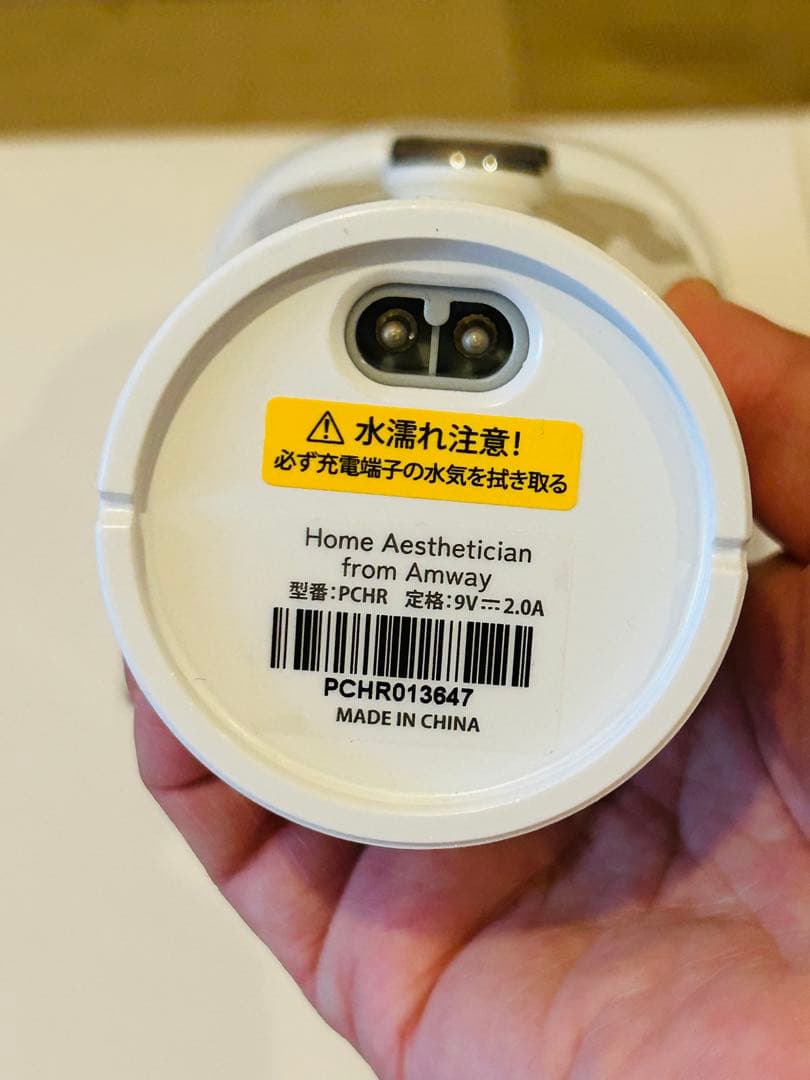 ⚠ 水濡れ注意!
必ず充電端子の水気を拭き取る
Home Aesthetician
from Amway
型番:PCHR 定格:9V⎓2.0A
PCHR013647
MADE IN CHINA